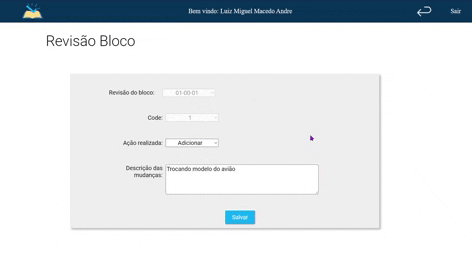 Bem vindo: Luiz Miguel Macedo Andre
Sair
Revisão Bloco
Revisão do bloco: 01-00-01
Code: 1
Ação realizada: Adicionar
Descrição das mudanças: Trocando modelo do avião
Salvar